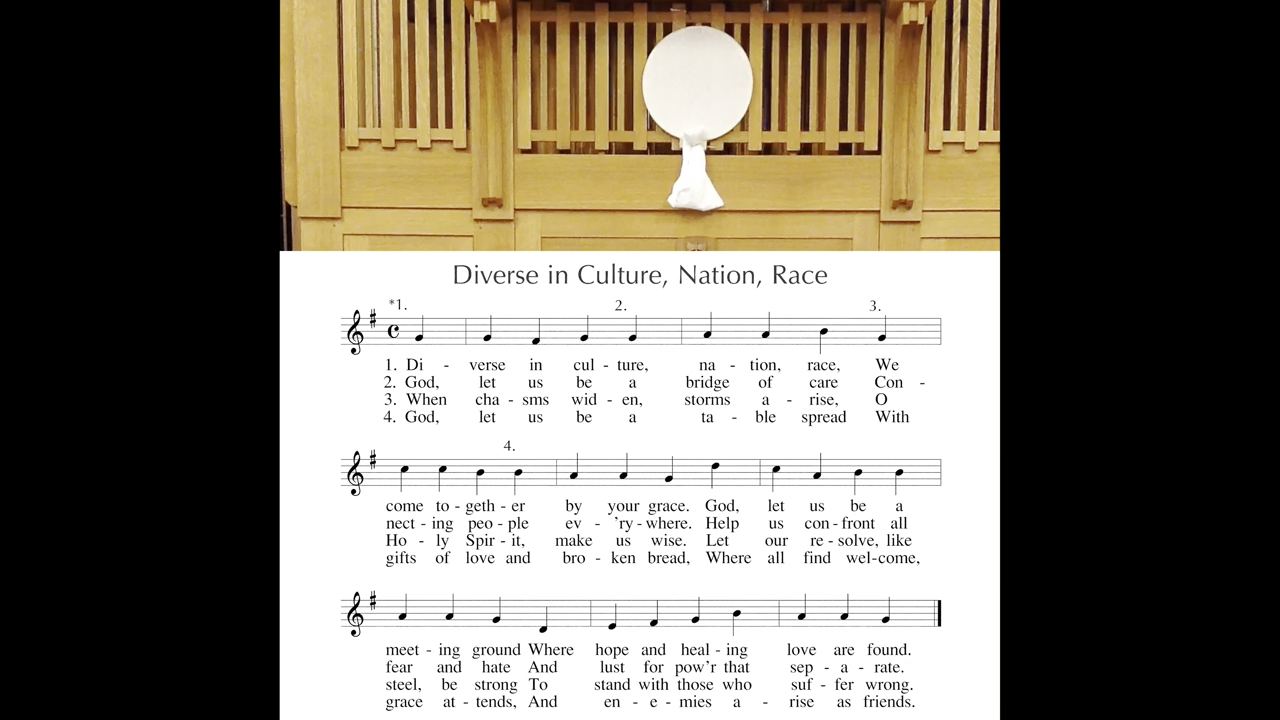 Diverse in Culture, Nation, Race
*1. 2. 3.
1. Di - verse in cul - ture, na - tion, race, We
2. God, let us be a bridge of care Con -
3. When cha - sms wid - en, storms a - rise, O
4. God, let us be a ta - ble spread With
4.
come to - geth - er by your grace. God, let us be a
nect - ing peo - ple ev - 'ry - where. Help us con - front all
Ho - ly Spir - it, make us wise. Let our re - solve, like
gifts of love and bro - ken bread, Where all find wel-come,
meet - ing ground Where hope and heal - ing love are found.
fear and hate And lust for pow'r that sep - a - rate.
steel, be strong To stand with those who suf - fer wrong.
grace at - tends, And en - e - mies a - rise as friends.